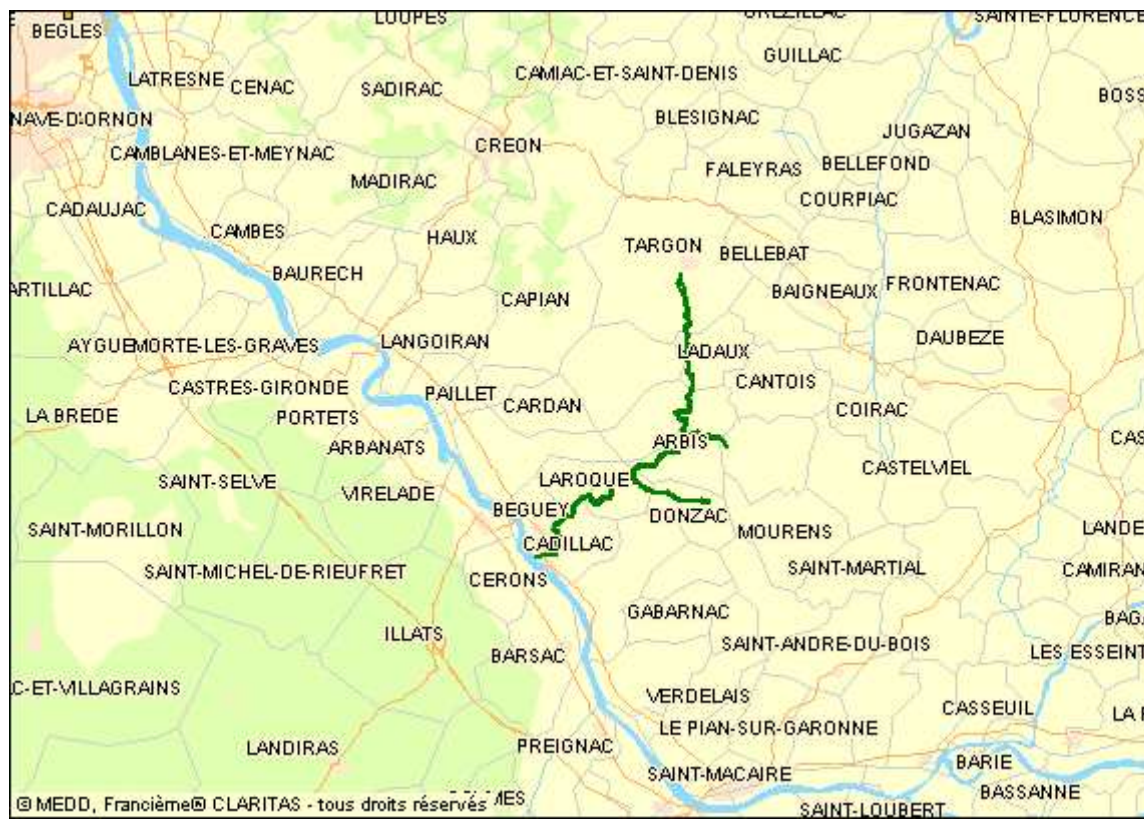 LOUPES
SAINTE-FLORENCE
BEGLES
GUILLAC
LATRESNE
CENAC
SADIRAC
CAMIAC-ET-SAINT-DENIS
BOSS
NAVE-D'ORNON
BLESIGNAC
JUGAZAN
CAMBLANES-ET-MEYNAC
CREON
BELLEFOND
FALEYRAS
MADIRAC
COURPIAC
CADAUJAC
BLASIMON
CAMBES
HAUX
TARGON
BELLEBAT
BAURECH
ARTILLAC
CAPIAN
BAIGNEAUX
FRONTENAC
AYGUEMORTE-LES-GRAVES
LANGOIRAN
LADAUX
DAUBEZE
CASTRES-GIRONDE
PAILLET
CANTOIS
LA BREDE
PORTETS
CARDAN
COIRAC
ARBANATS
ARBIS
CAS
SAINT-SELVE
LAROQUE
CASTELVIEL
VIRELADE
BEGUEY
DONZAC
SAINT-MORILLON
MOURENS
LANDE
CADILLAC
SAINT-MICHEL-DE-RIEUFRET
CERONS
SAINT-MARTIAL
CAMIRAN
GABARNAC
BAGA
ILLATS
SAINT-ANDRE-DU-BOIS
LES ESSEINT
BARSAC
C-ET-VILLAGRAINS
VERDELAIS
CASSEUIL
LE PIAN-SUR-GARONNE
LANDIRAS
PREIGNAC
BARIE
SAINT-MACAIRE
BASSANNE
© MEDD, Francième® CLARITAS - tous droits réservés
MES
SAINT-LOUBERT